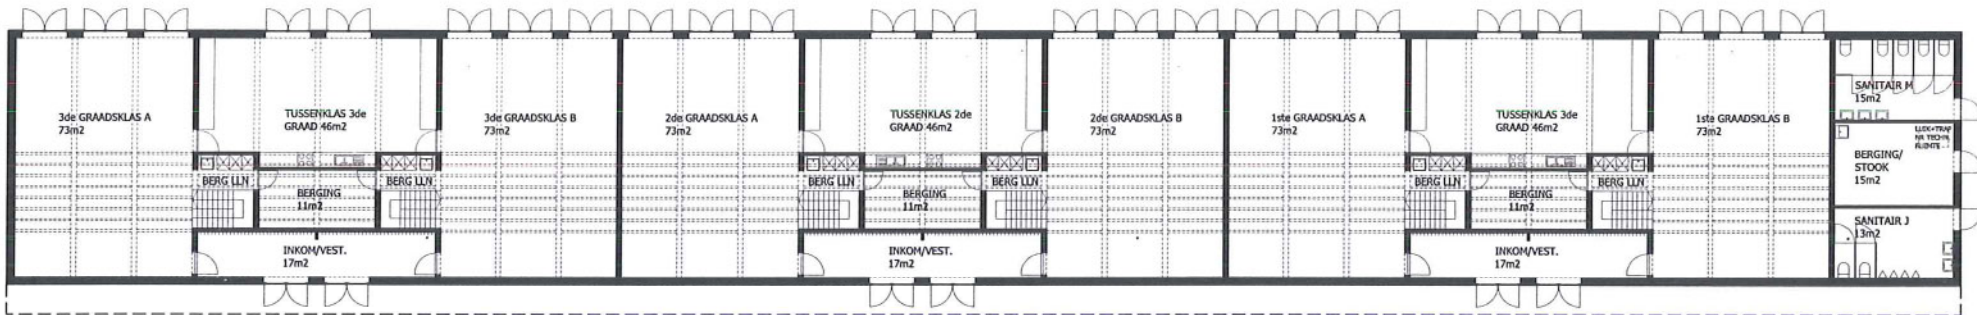 3de GRAADSKLAS A
73m2
TUSSENKLAS 3de
GRAAD 46m2
BERG LLN
BERGING
11m2
BERG LLN
INKOM/VEST.
17m2
3de GRAADSKLAS B
73m2
2de GRAADSKLAS A
73m2
TUSSENKLAS 2de
GRAAD 46m2
BERG LLN
BERGING
11m2
BERG LLN
INKOM/VEST.
17m2
2de GRAADSKLAS B
73m2
1ste GRAADSKLAS A
73m2
TUSSENKLAS 3de
GRAAD 46m2
BERG LLN
BERGING
11m2
BERG LLN
INKOM/VEST.
17m2
1ste GRAADSKLAS B
73m2
SANITAIR M
15m2
BERGING/
STOOK
15m2
SANITAIR J
13m2